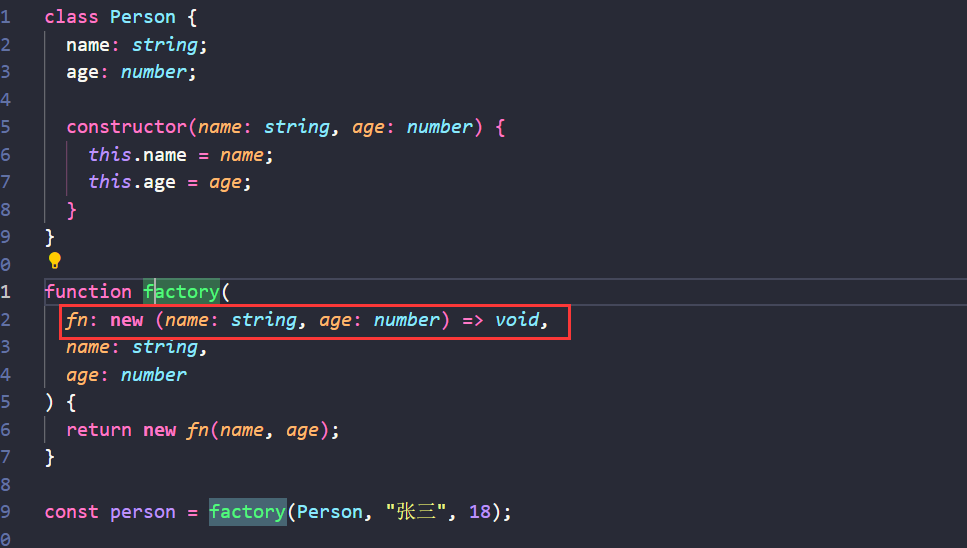 1 class Person {
2 name: string;
3 age: number;
4
5 constructor(name: string, age: number) {
6 this.name = name;
7 this.age = age;
8 }
9 }
0
1 function factory(
2 fn: new (name: string, age: number) => void,
3 name: string,
4 age: number
5 ) {
6 return new fn(name, age);
7 }
8
9 const person = factory(Person, "张三", 18);
0